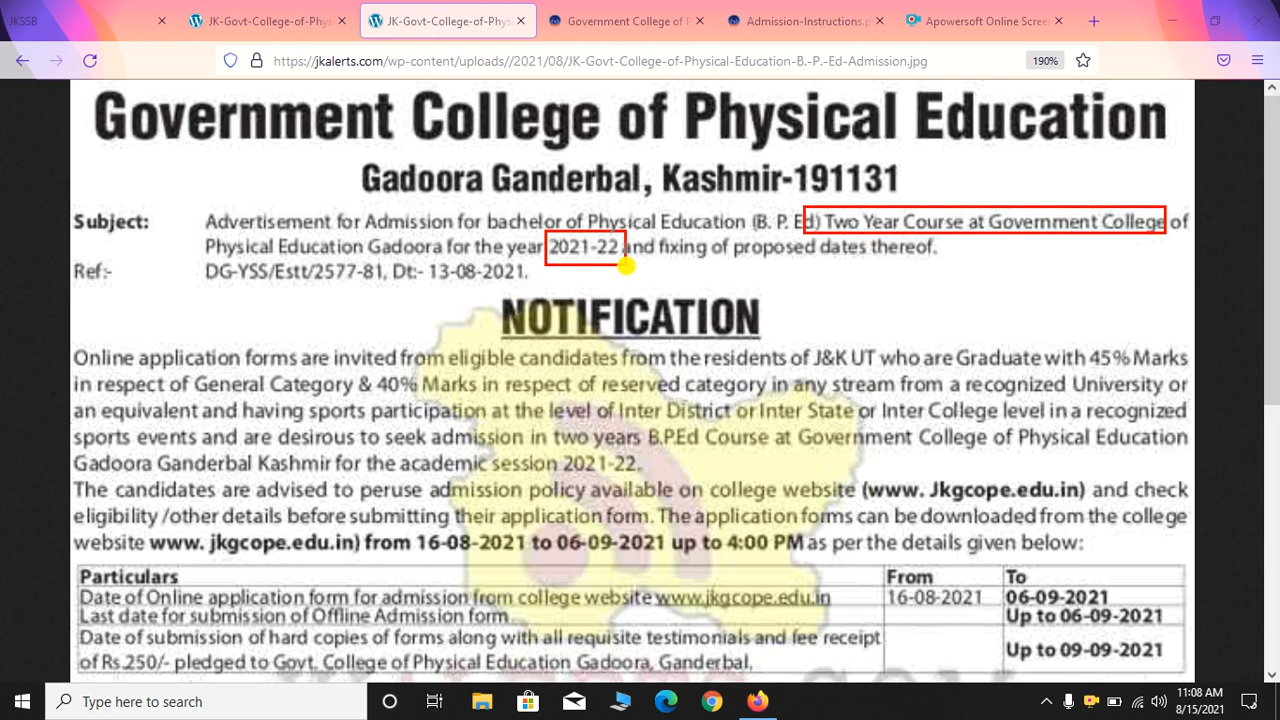 JKSSB
JK-Govt-College-of-Phys
JK-Govt-College-of-Phys
Government College of P
Admission-Instructions.p
Apowersoft Online Scree
https://jkalerts.com/wp-content/uploads//2021/08/JK-Govt-College-of-Physical-Education-B.-P.-Ed-Admission.jpg
190%
Government College of Physical Education
Gadoora Ganderbal, Kashmir-191131
Subject: Advertisement for Admission for bachelor of Physical Education (B. P. Ed) Two Year Course at Government College of
Physical Education Gadoora for the year 2021-22 and fixing of proposed dates thereof.
Ref:- DG-YSS/Estt/2577-81, Dt:- 13-08-2021.
NOTIFICATION
Online application forms are invited from eligible candidates from the residents of J&K UT who are Graduate with 45% Marks
in respect of General Category & 40% Marks in respect of reserved category in any stream from a recognized University or
an equivalent and having sports participation at the level of Inter District or Inter State or Inter College level in a recognized
sports events and are desirous to seek admission in two years B.P.Ed Course at Government College of Physical Education
Gadoora Ganderbal Kashmir for the academic session 2021-22.
The candidates are advised to peruse admission policy available on college website (www. Jkgcope.edu.in) and check
eligibility /other details before submitting their application form. The application forms can be downloaded from the college
website www. jkgcope.edu.in) from 16-08-2021 to 06-09-2021 up to 4:00 PM as per the details given below:
Particulars From To
Date of Online application form for admission from college website www.jkgcope.edu.in 16-08-2021 06-09-2021
Last date for submission of Offline Admission form. Up to 06-09-2021
Date of submission of hard copies of forms along with all requisite testimonials and fee receipt
of Rs.250/- pledged to Govt. College of Physical Education Gadoora, Ganderbal. Up to 09-09-2021
Type here to search
11:08 AM
8/15/2021